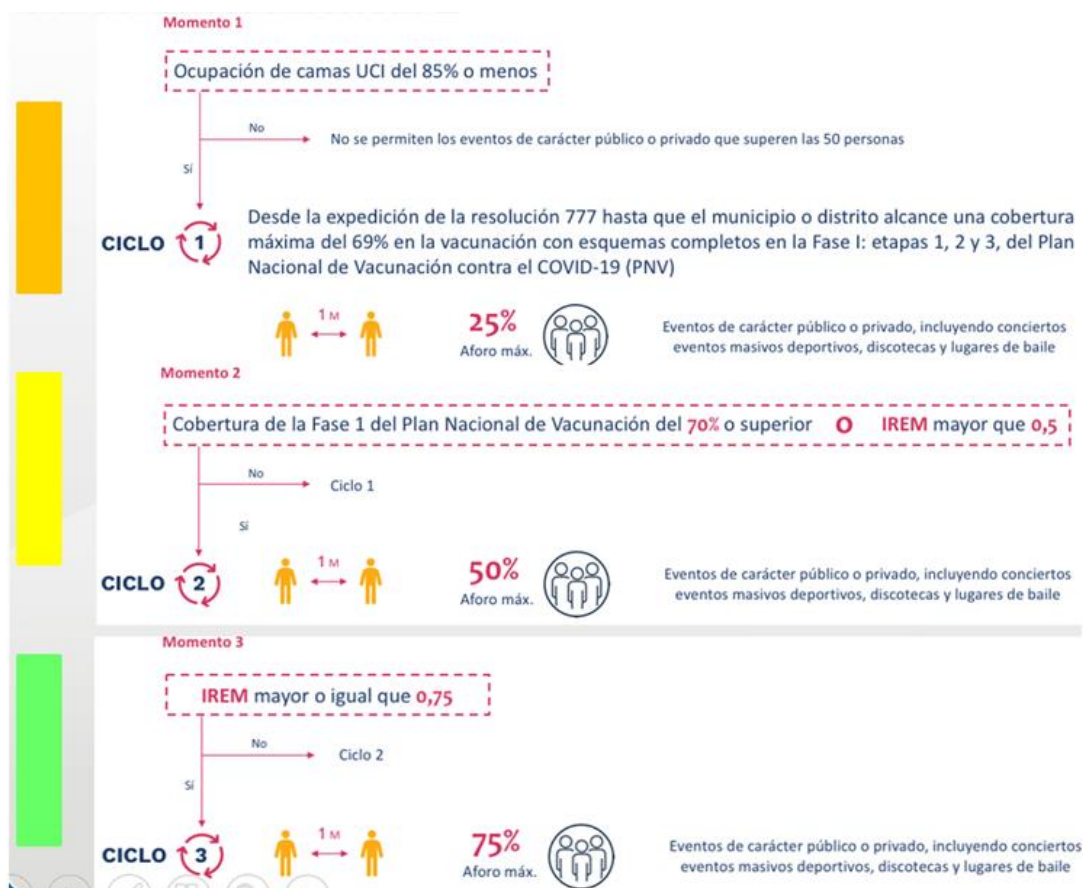 Momento 1
Ocupación de camas UCI del 85% o menos
No
No se permiten los eventos de carácter público o privado que superen las 50 personas
Sí
CICLO 1
Desde la expedición de la resolución 777 hasta que el municipio o distrito alcance una cobertura
máxima del 69% en la vacunación con esquemas completos en la Fase I: etapas 1, 2 y 3, del Plan
Nacional de Vacunación contra el COVID-19 (PNV)
1 M
25%
Aforo máx.
Eventos de carácter público o privado, incluyendo conciertos
eventos masivos deportivos, discotecas y lugares de baile
Momento 2
Cobertura de la Fase 1 del Plan Nacional de Vacunación del 70% o superior O IREM mayor que 0,5
No
Ciclo 1
Sí
CICLO 2
1 M
50%
Aforo máx.
Eventos de carácter público o privado, incluyendo conciertos
eventos masivos deportivos, discotecas y lugares de baile
Momento 3
IREM mayor o igual que 0,75
No
Ciclo 2
Sí
CICLO 3
1 M
75%
Aforo máx.
Eventos de carácter público o privado, incluyendo conciertos
eventos masivos deportivos, discotecas y lugares de baile